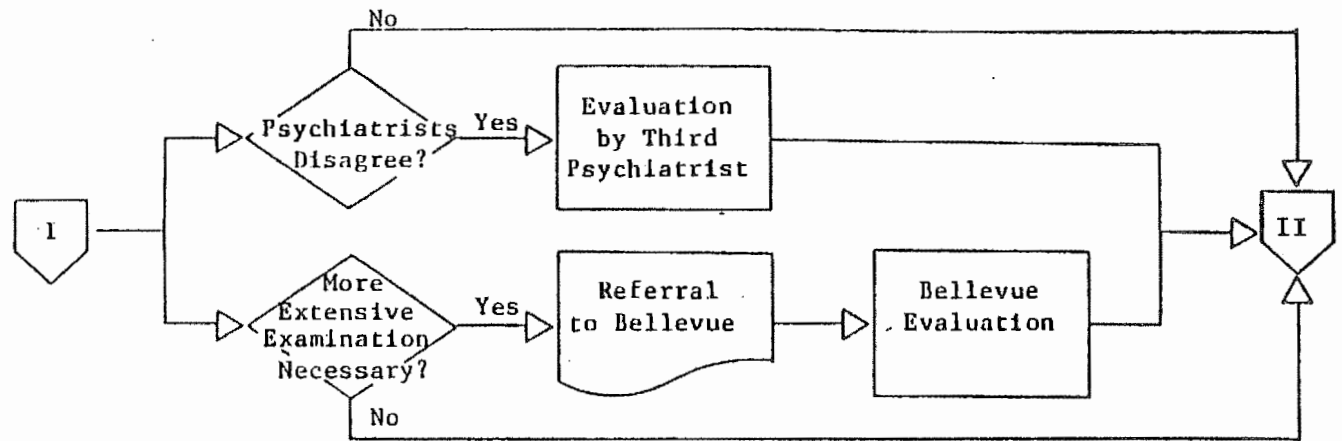 No
Psychiatrists
Disagree?
Yes
Evaluation
by Third
Psychiatrist
I
II
More
Extensive
Examination
Necessary?
Yes
Referral
to Bellevue
Bellevue
Evaluation
No